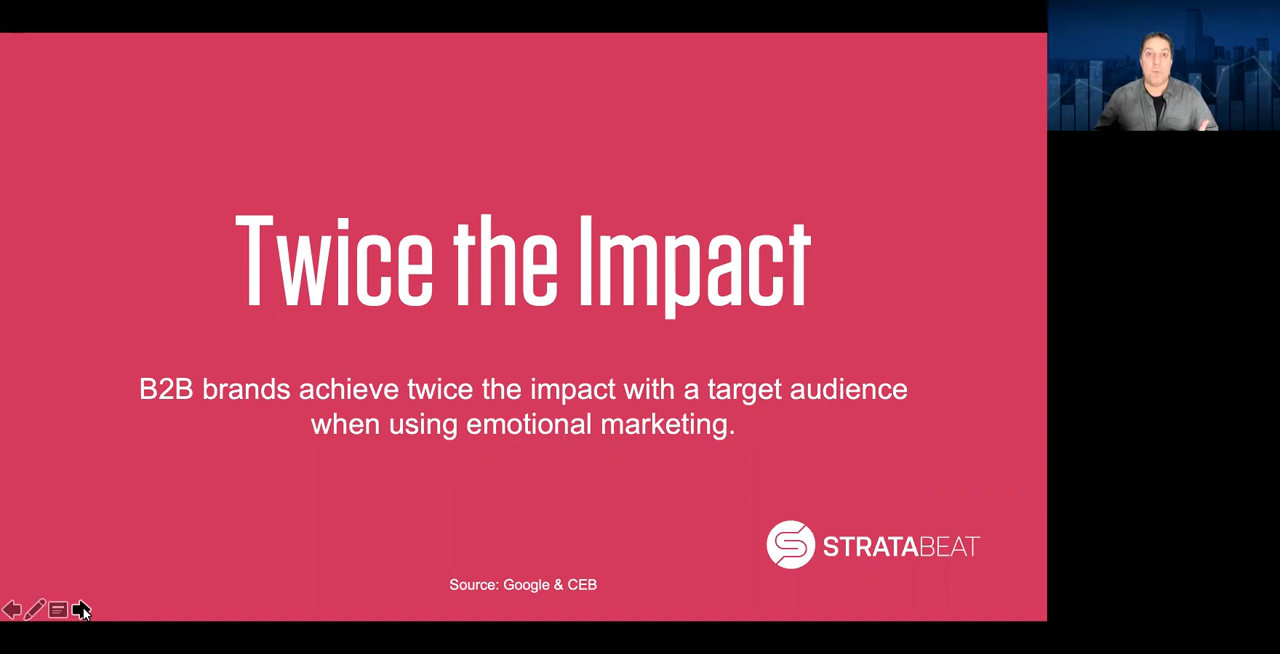 Twice the Impact
B2B brands achieve twice the impact with a target audience
when using emotional marketing.
STRATABEAT
Source: Google & CEB